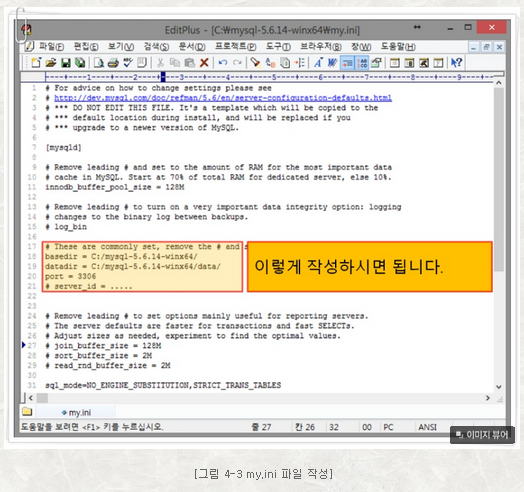 EditPlus - [C:₩mysql-5.6.14-winx64₩my.ini]
파일(F) 편집(E) 보기(V) 검색(S) 문서(D) 프로젝트(P) 도구(T) 브라우저(B) 창(W) 도움말(H)
----+----1----+----2----+----3----+----4----+----5----+----6----+----7----+----8----+----9----+--
1 # For advice on how to change settings please see
2 # http://dev.mysql.com/doc/refman/5.6/en/server-configuration-defaults.html
3 # *** DO NOT EDIT THIS FILE. It's a template which will be copied to the
4 # *** default location during install, and will be replaced if you
5 # *** upgrade to a newer version of MySQL.
6
7 [mysqld]
8
9 # Remove leading # and set to the amount of RAM for the most important data
10 # cache in MySQL. Start at 70% of total RAM for dedicated server, else 10%.
11 innodb_buffer_pool_size = 128M
12
13 # Remove leading # to turn on a very important data integrity option: logging
14 # changes to the binary log between backups.
15 # log_bin
16
17 # These are commonly set, remove the # and s
18 basedir = C:/mysql-5.6.14-winx64/
19 datadir = C:/mysql-5.6.14-winx64/data/
20 port = 3306
21 # server_id = .....
이렇게 작성하시면 됩니다.
22
23
24 # Remove leading # to set options mainly useful for reporting servers.
25 # The server defaults are faster for transactions and fast SELECTs.
26 # Adjust sizes as needed, experiment to find the optimal values.
27 # join_buffer_size = 128M
28 # sort_buffer_size = 2M
29 # read_rnd_buffer_size = 2M
30
31 sql_mode=NO_ENGINE_SUBSTITUTION,STRICT_TRANS_TABLES
my.ini
도움말을 보려면 <F1> 키를 누르십시오. 줄 27 칸 26 32 00 PC ANSI
이미지 뷰어
[그림 4-3 my.ini 파일 작성]